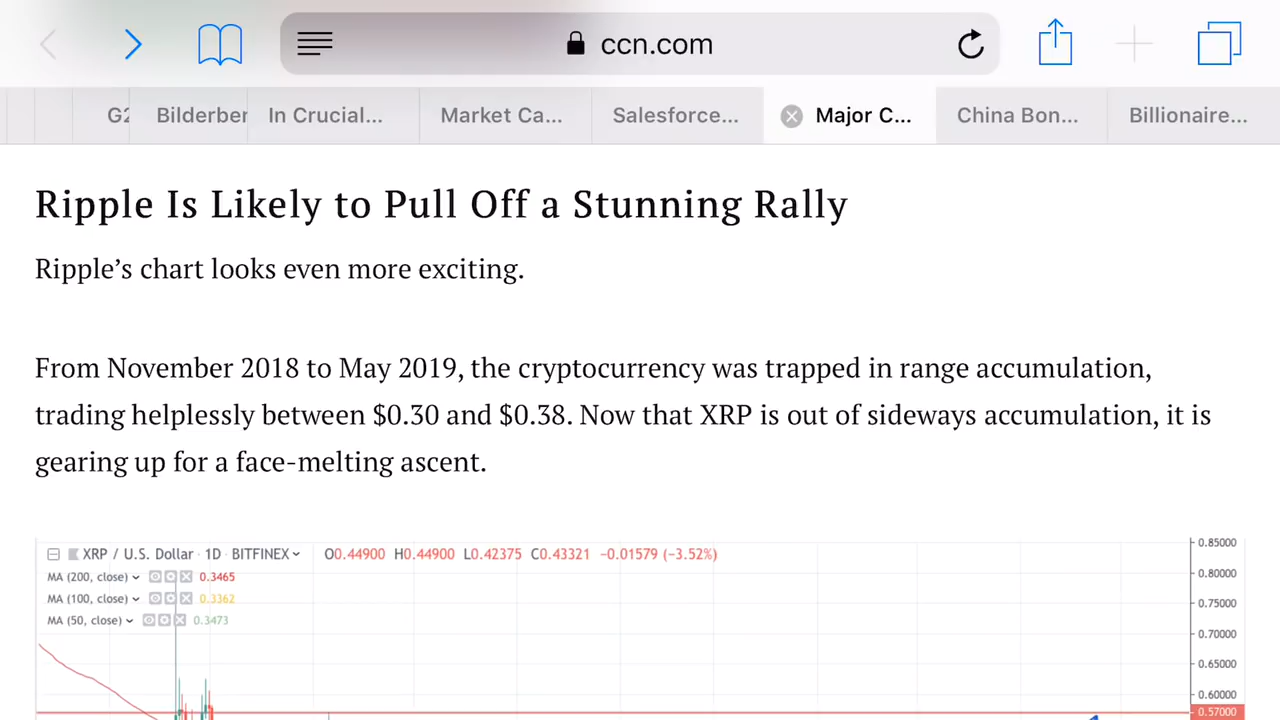 ccn.com
G2 Bilderber In Crucial... Market Ca... Salesforce... Major C... China Bon... Billionaire...
Ripple Is Likely to Pull Off a Stunning Rally
Ripple’s chart looks even more exciting.
From November 2018 to May 2019, the cryptocurrency was trapped in range accumulation,
trading helplessly between $0.30 and $0.38. Now that XRP is out of sideways accumulation, it is
gearing up for a face-melting ascent.
XRP / U.S. Dollar · 1D · BITFINEX O0.44900 H0.44900 L0.42375 C0.43321 −0.01579 (−3.52%)
MA (200, close) 0.3465
MA (100, close) 0.3362
MA (50, close) 0.3473
0.85000
0.80000
0.75000
0.70000
0.65000
0.60000
0.57000